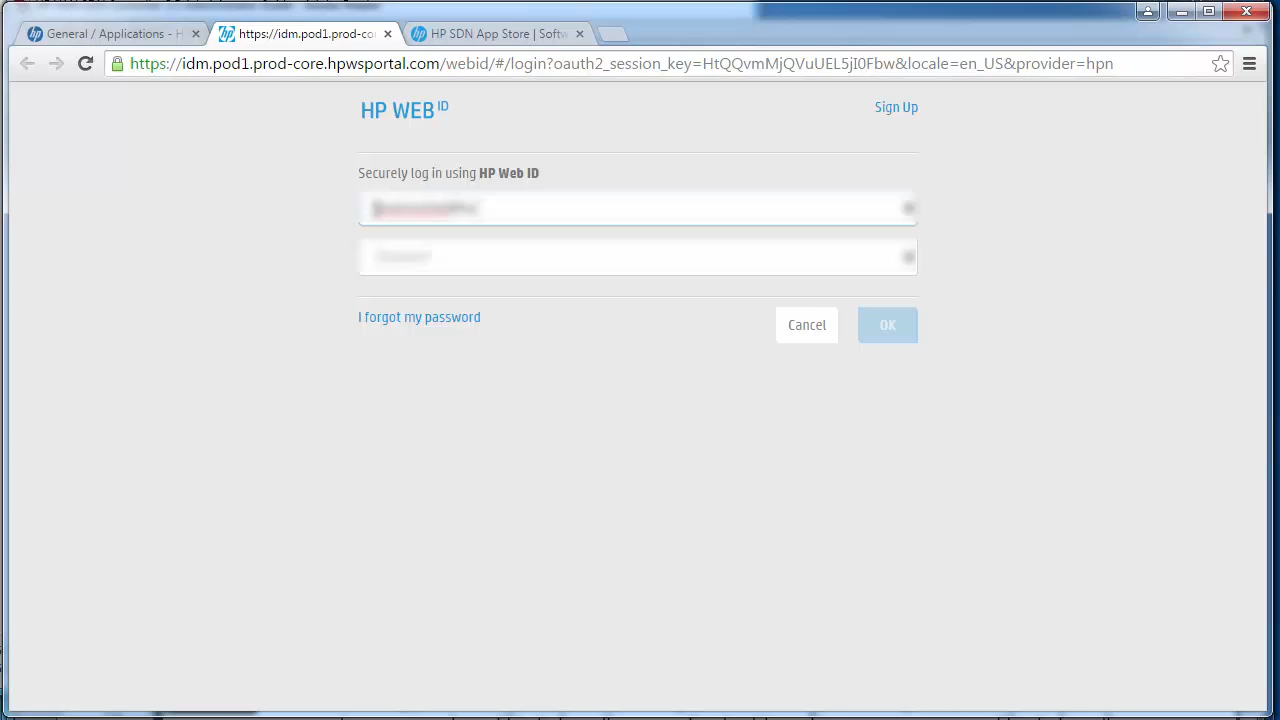 General / Applications - H
https://idm.pod1.prod-co
HP SDN App Store | Softw
https://idm.pod1.prod-core.hpwsportal.com/webid/#/login?oauth2_session_key=HtQQvmMjQVuUEL5jI0Fbw&locale=en_US&provider=hpn
HP WEB ID
Sign Up
Securely log in using HP Web ID
I forgot my password
Cancel
OK